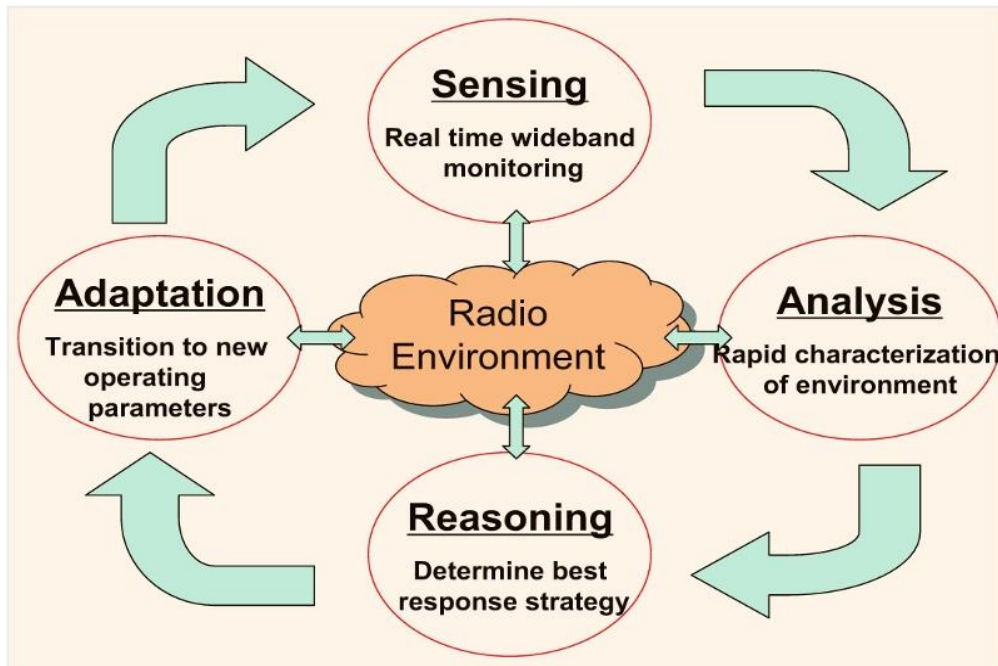 Sensing
Real time wideband
monitoring
Adaptation
Transition to new
operating
parameters
Radio
Environment
Analysis
Rapid characterization
of environment
Reasoning
Determine best
response strategy